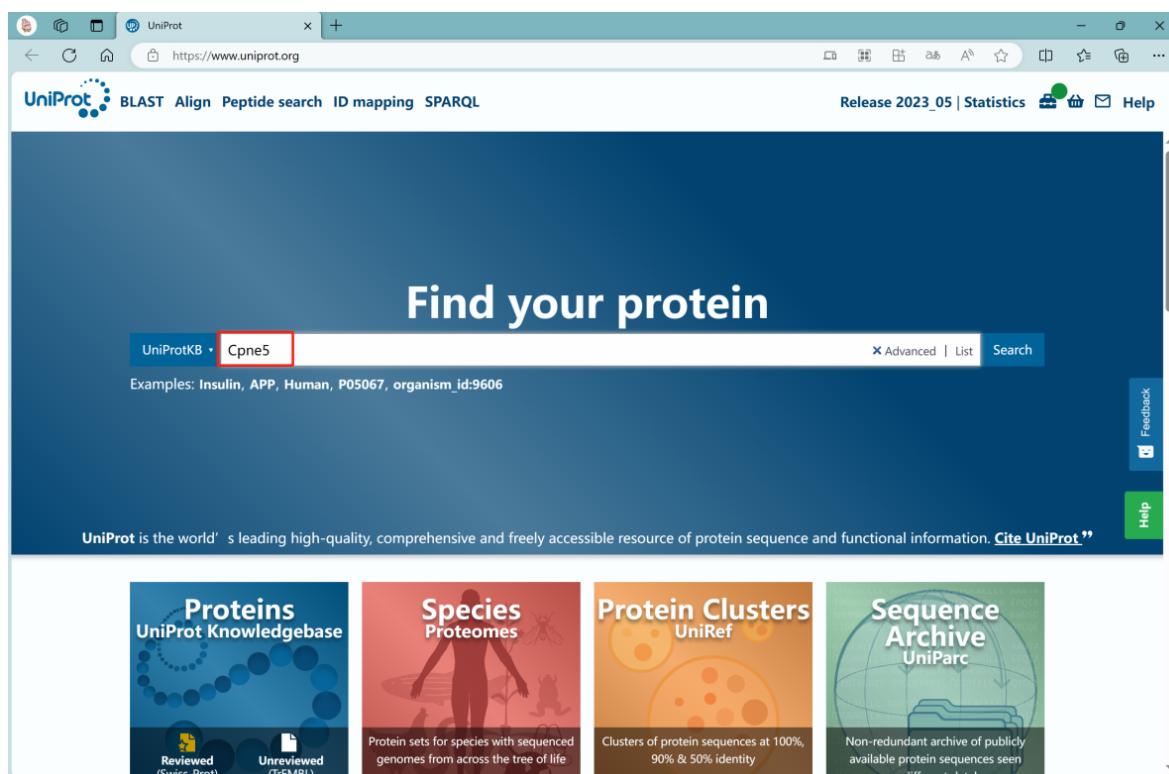 UniProt
https://www.uniprot.org
UniProt BLAST Align Peptide search ID mapping SPARQL Release 2023_05 | Statistics Help
Find your protein
UniProtKB Cpne5 Advanced | List Search
Examples: Insulin, APP, Human, P05067, organism_id:9606
Feedback
Help
UniProt is the world's leading high-quality, comprehensive and freely accessible resource of protein sequence and functional information. Cite UniProt
Proteins
UniProt Knowledgebase
Reviewed
(Swiss-Prot)
Unreviewed
(TrEMBL)
Species
Proteomes
Protein sets for species with sequenced
genomes from across the tree of life
Protein Clusters
UniRef
Clusters of protein sequences at 100%,
90% & 50% identity
Sequence
Archive
UniParc
Non-redundant archive of publicly
available protein sequences seen